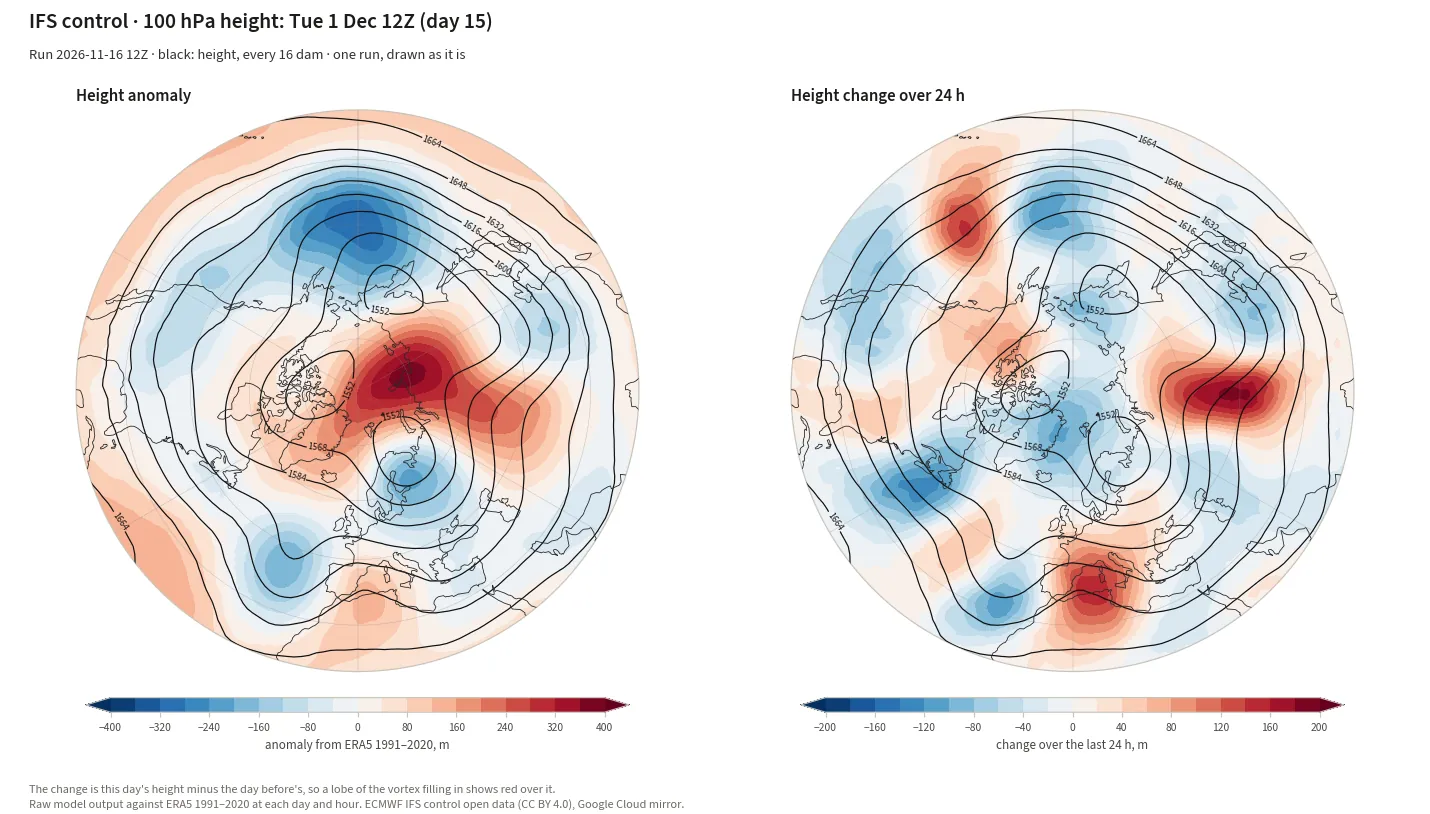 IFS control · 100 hPa height: Tue 1 Dec 12Z (day 15)
Run 2026-11-16 12Z · black: height, every 16 dam · one run, drawn as it is
Height anomaly
1664
1648
1632
1616
1600
1552
1552
1552
1568
1584
1664
−400 −320 −240 −160 −80 0 80 160 240 320 400
anomaly from ERA5 1991–2020, m
Height change over 24 h
1664
1648
1632
1616
1600
1552
1552
1552
1568
1584
1664
−200 −160 −120 −80 −40 0 40 80 120 160 200
change over the last 24 h, m
The change is this day's height minus the day before's, so a lobe of the vortex filling in shows red over it.
Raw model output against ERA5 1991–2020 at each day and hour. ECMWF IFS control open data (CC BY 4.0), Google Cloud mirror.